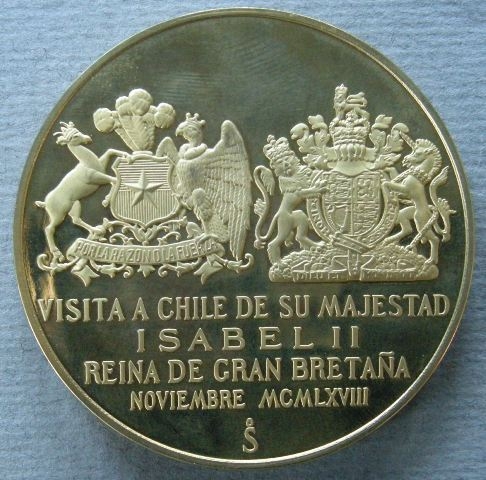 POR LA RAZON O LA FUERZA
VISITA A CHILE DE SU MAJESTAD
ISABEL II
REINA DE GRAN BRETAÑA
NOVIEMBRE MCMLXVIII
S